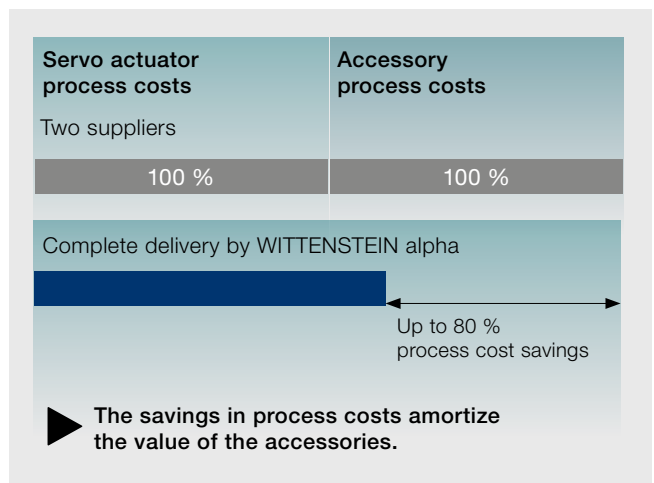 Servo actuator
process costs
Accessory
process costs
Two suppliers
100 %
100 %
Complete delivery by WITTENSTEIN alpha
Up to 80 %
process cost savings
The savings in process costs amortize
the value of the accessories.